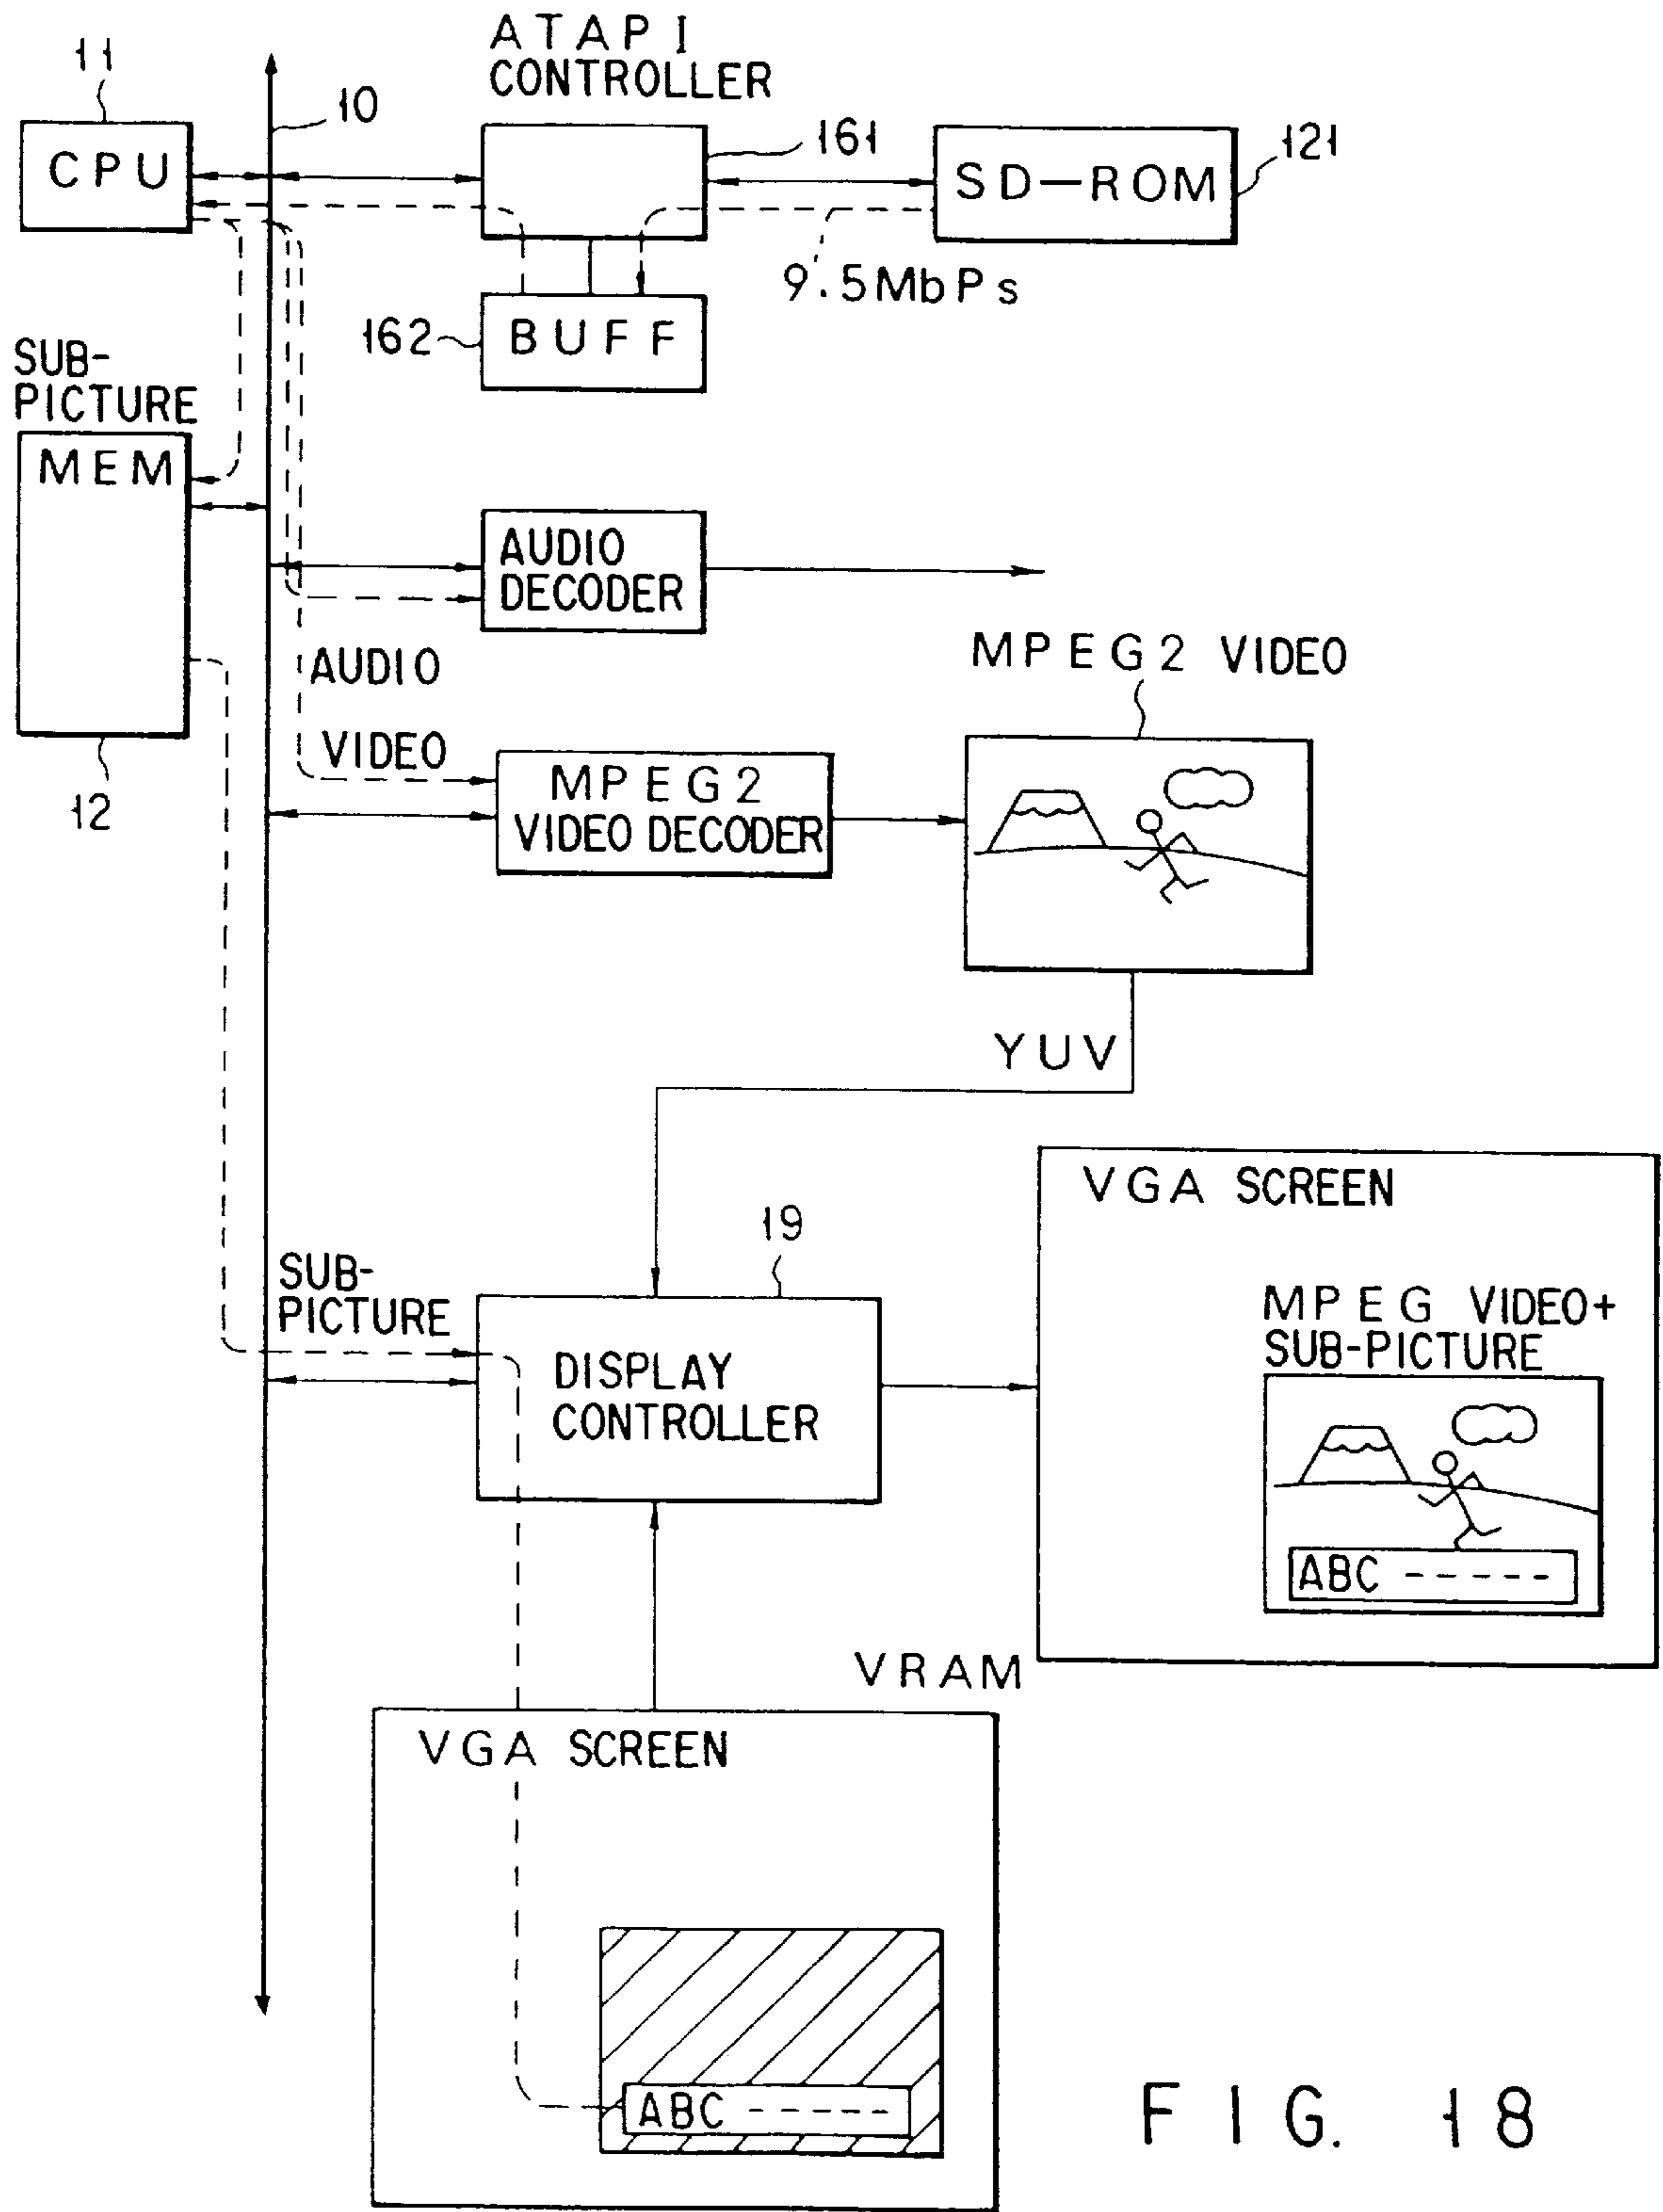 ATAPI
CONTROLLER
11
10
CPU
161
SD-ROM
121
9.5MbPs
162
BUFF
SUB-
PICTURE
MEM
12
AUDIO
DECODER
AUDIO
MPEG2 VIDEO
VIDEO
MPEG2
VIDEO DECODER
YUV
VGA SCREEN
19
SUB-
PICTURE
MPEG VIDEO+
SUB-PICTURE
DISPLAY
CONTROLLER
ABC -----
VRAM
VGA SCREEN
ABC -----
FIG. 18